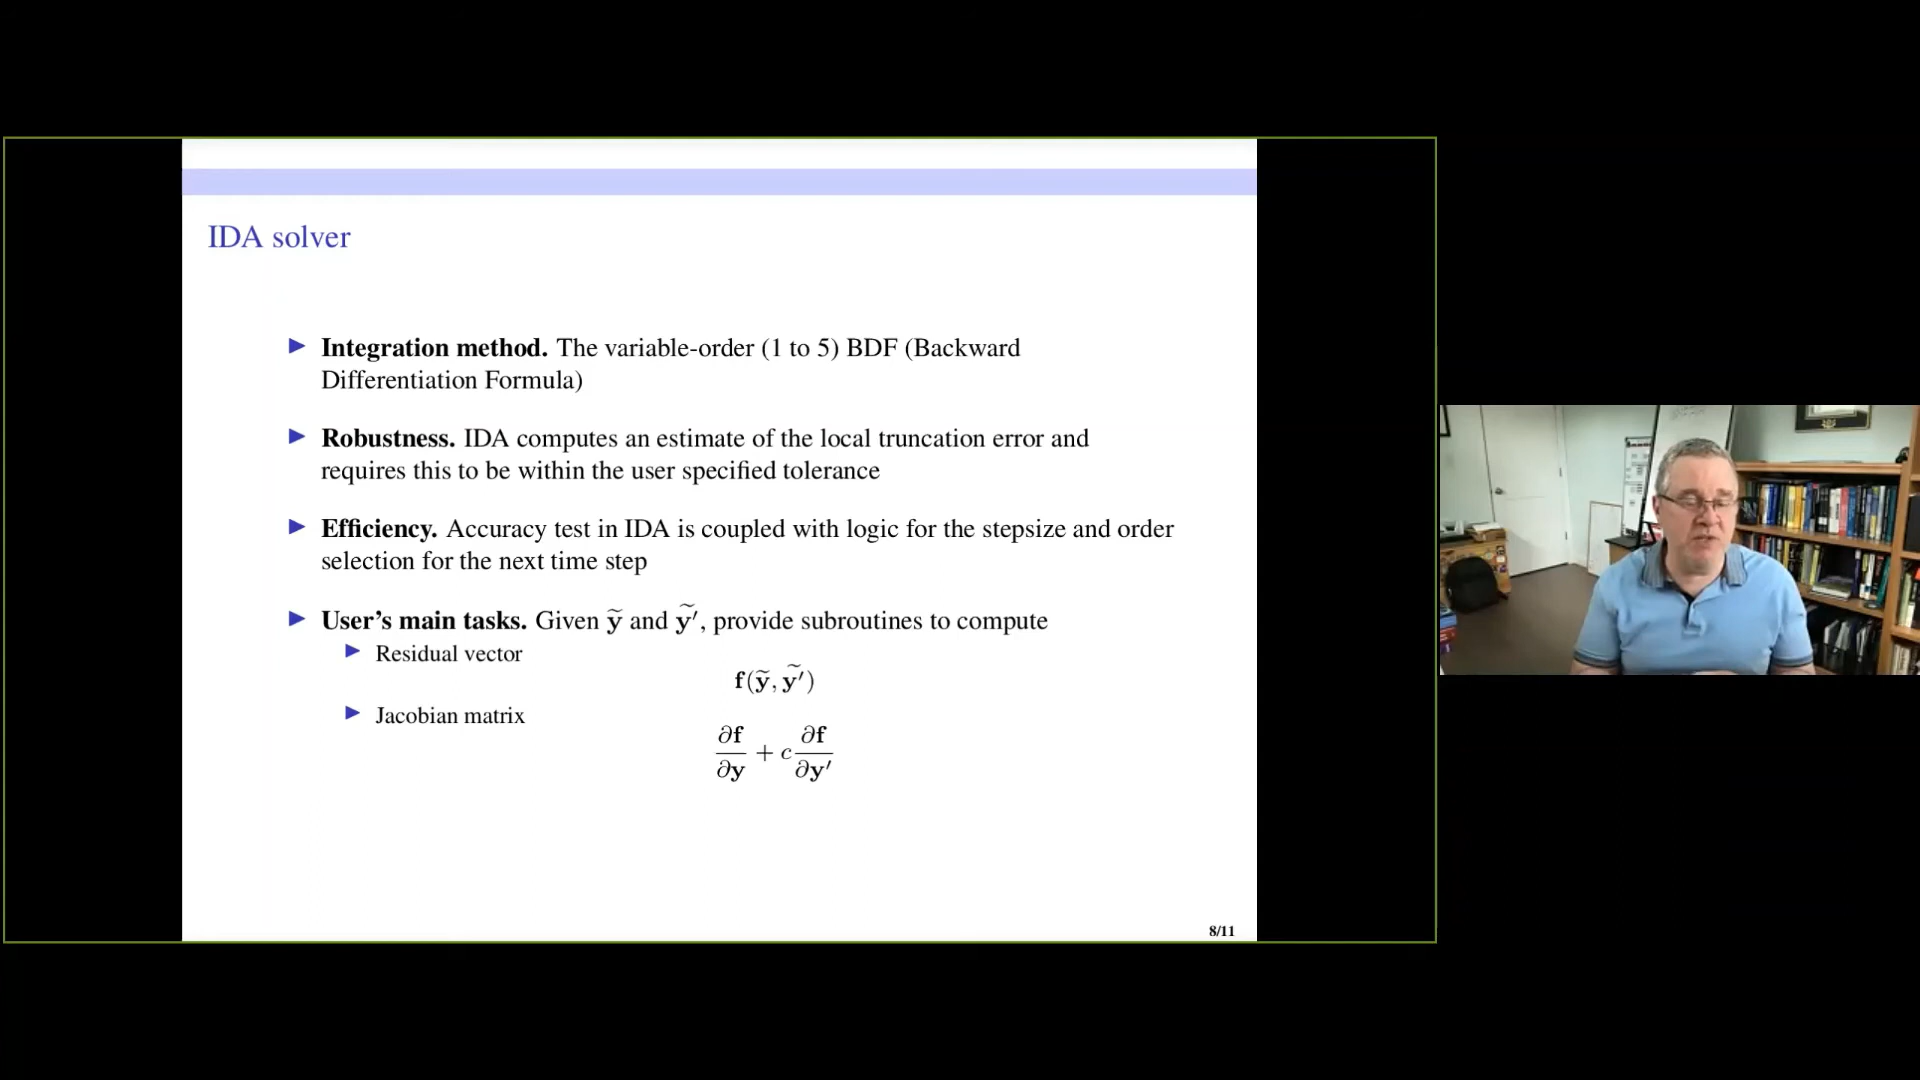 IDA solver
▶ Integration method. The variable-order (1 to 5) BDF (Backward
Differentiation Formula)
▶ Robustness. IDA computes an estimate of the local truncation error and
requires this to be within the user specified tolerance
▶ Efficiency. Accuracy test in IDA is coupled with logic for the stepsize and order
selection for the next time step
▶ User's main tasks. Given ỹ and ỹ′, provide subroutines to compute
▶ Residual vector
f(ỹ, ỹ′)
▶ Jacobian matrix
∂f/∂y + c ∂f/∂y′
8/11